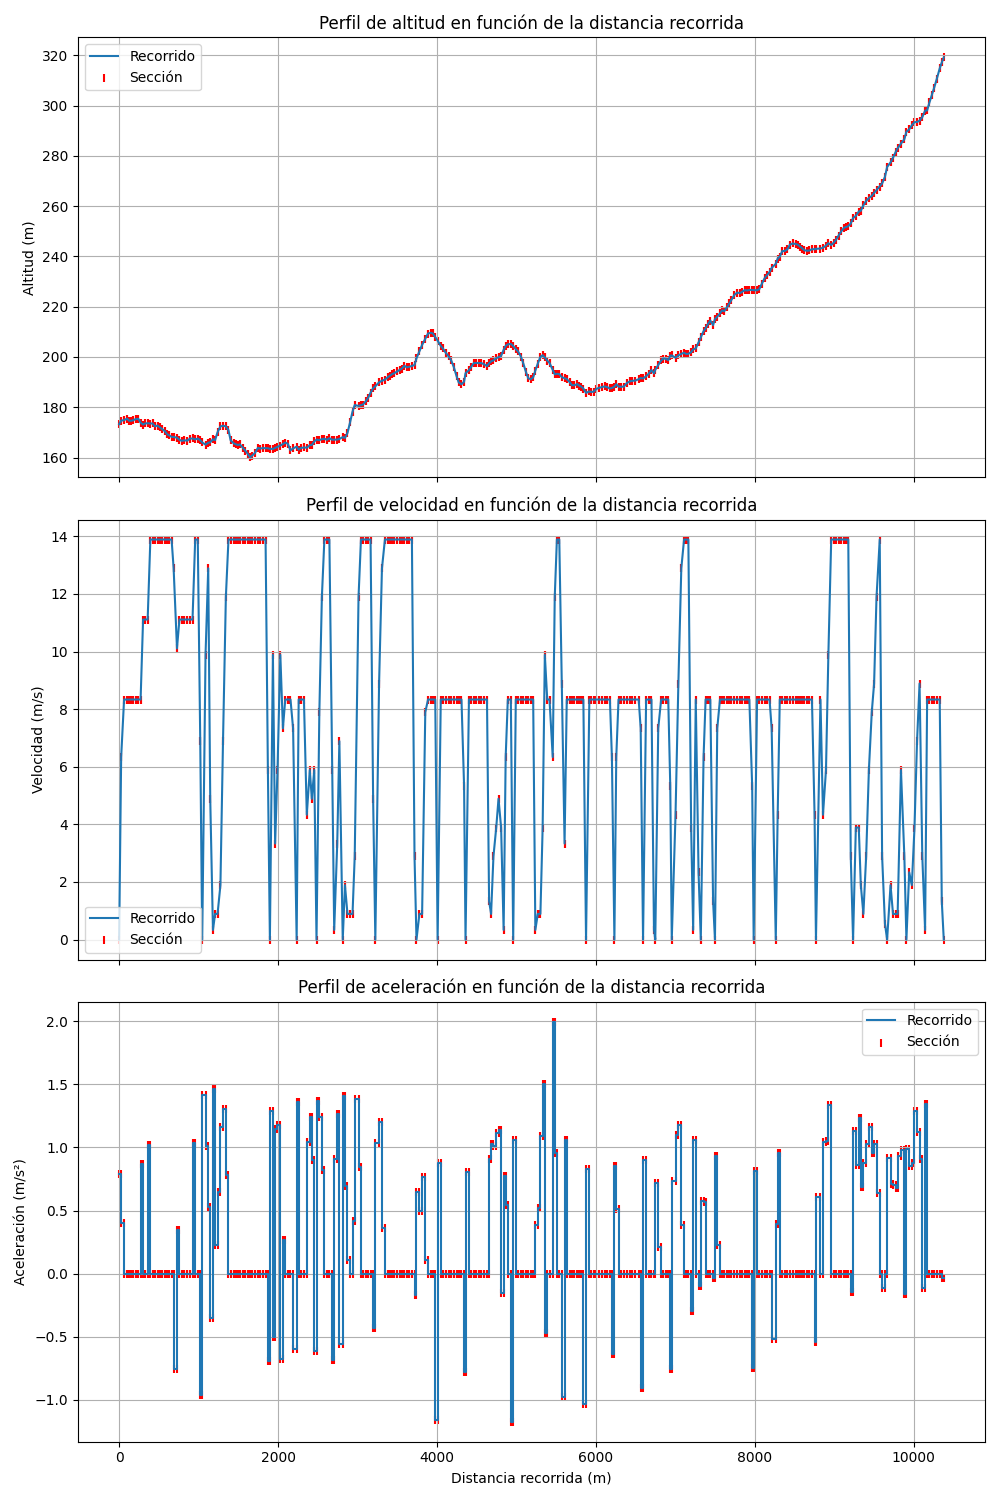 Perfil de altitud en función de la distancia recorrida
Recorrido
Sección
320
300
280
260
240
220
200
180
160
Altitud (m)
Perfil de velocidad en función de la distancia recorrida
14
12
10
8
6
4
2
0
Velocidad (m/s)
Recorrido
Sección
Perfil de aceleración en función de la distancia recorrida
Recorrido
Sección
2.0
1.5
1.0
0.5
0.0
−0.5
−1.0
Aceleración (m/s²)
0 2000 4000 6000 8000 10000
Distancia recorrida (m)